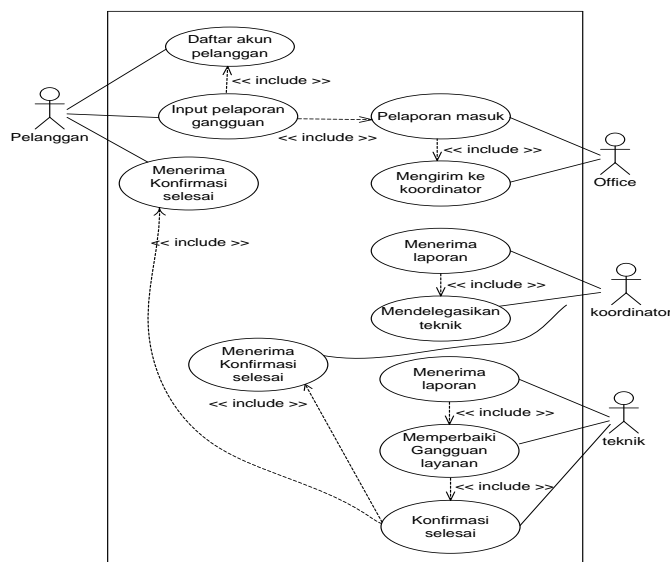 Daftar akun
pelanggan
<< include >>
Pelanggan
Input pelaporan
gangguan
<< include >>
Pelaporan masuk
<< include >>
Mengirim ke
koordinator
Office
Menerima
Konfirmasi
selesai
<< include >>
Menerima
laporan
<< include >>
Mendelegasikan
teknik
koordinator
Menerima
Konfirmasi
selesai
<< include >>
Menerima
laporan
<< include >>
Memperbaiki
Gangguan
layanan
teknik
<< include >>
Konfirmasi
selesai